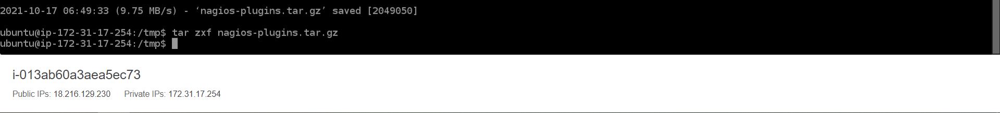 2021-10-17 06:49:33 (9.75 MB/s) - ‘nagios-plugins.tar.gz’ saved [2049050]
ubuntu@ip-172-31-17-254:/tmp$ tar zxf nagios-plugins.tar.gz
ubuntu@ip-172-31-17-254:/tmp$
i-013ab60a3aea5ec73
Public IPs: 18.216.129.230 Private IPs: 172.31.17.254